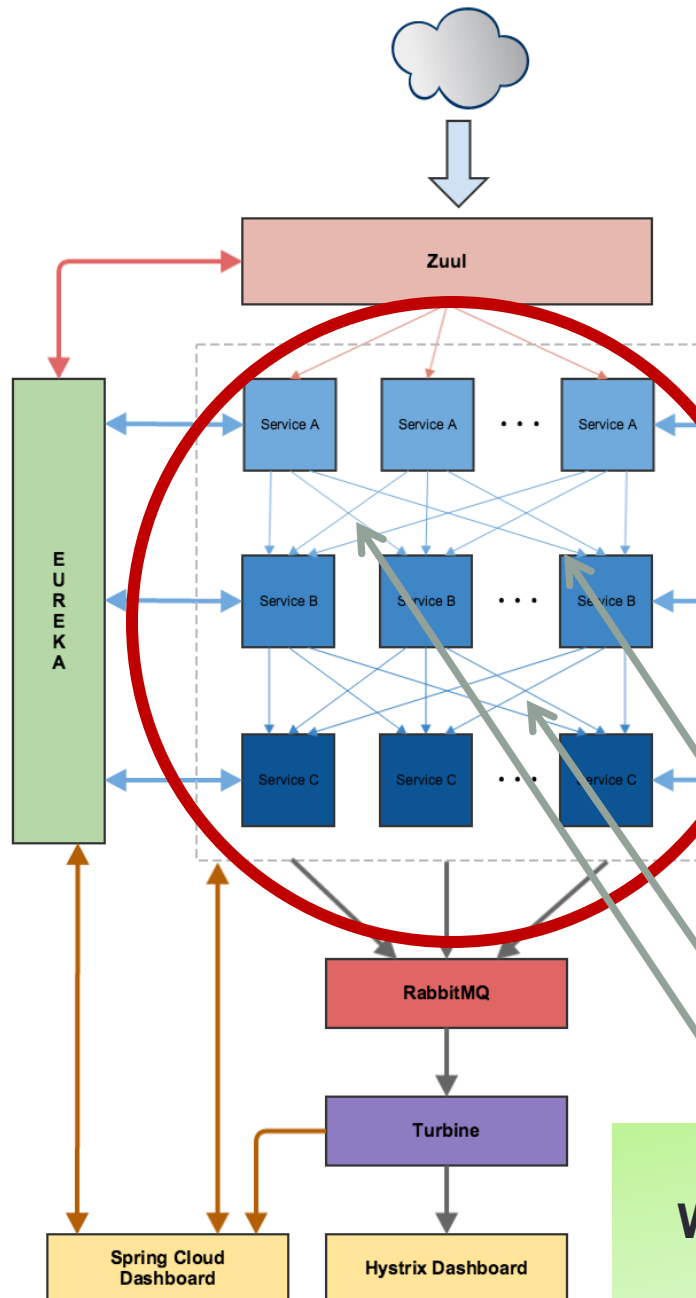 Zuul
Service A
Service A
. . .
Service A
E
U
R
E
K
A
Service B
Service B
. . .
Service B
Service C
Service C
. . .
Service C
RabbitMQ
Turbine
Spring Cloud
Dashboard
Hystrix Dashboard